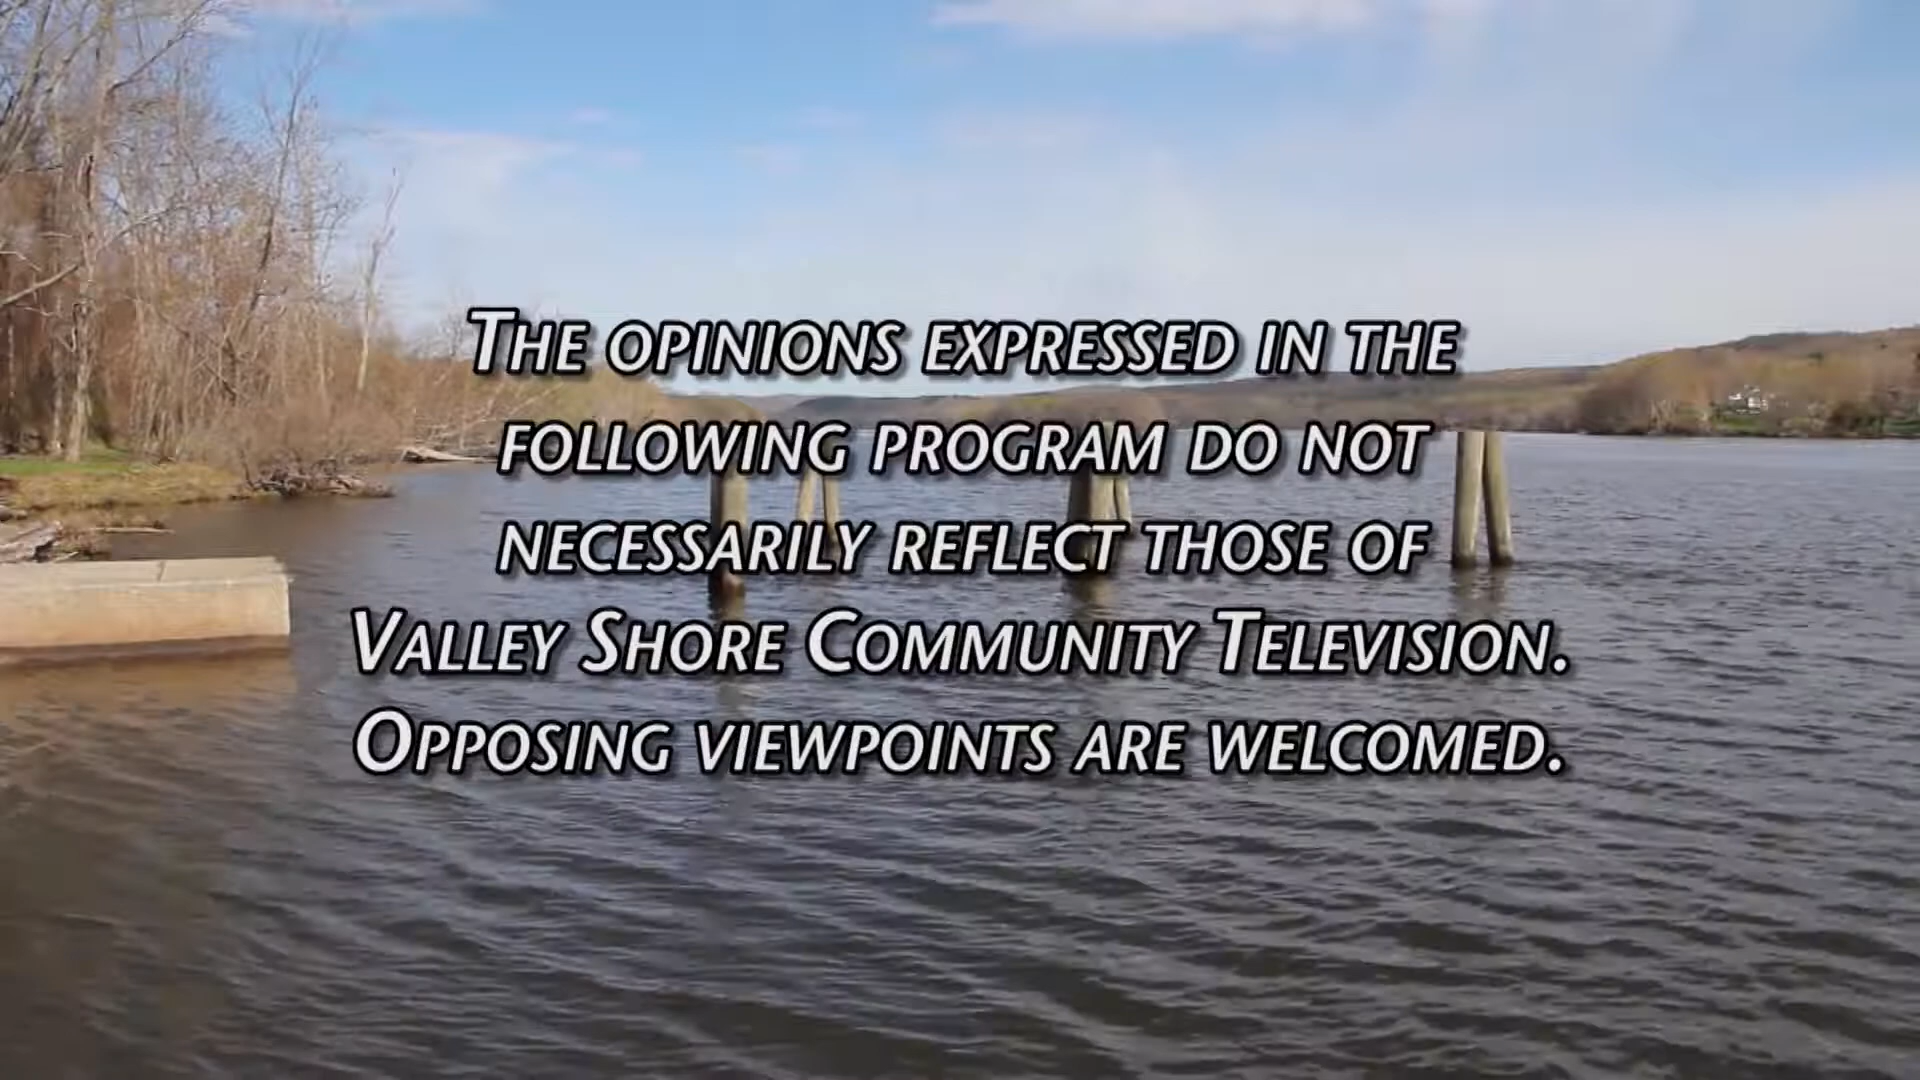 The opinions expressed in the
following program do not
necessarily reflect those of
Valley Shore Community Television.
Opposing viewpoints are welcomed.